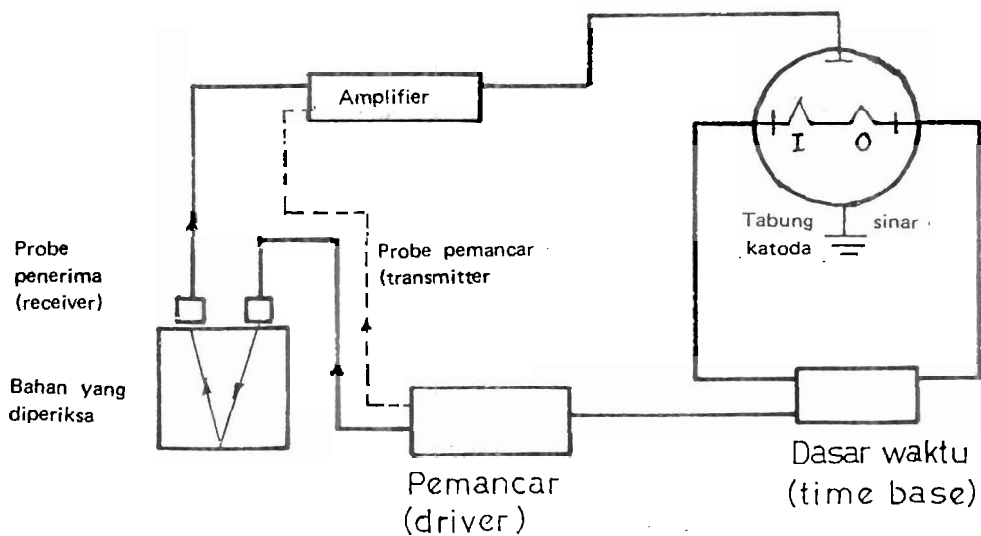 Amplifier
I O
Tabung sinar
katoda
Probe
penerima
(receiver)
Probe pemancar
(transmitter
Bahan yang
diperiksa
Pemancar
(driver)
Dasar waktu
(time base)